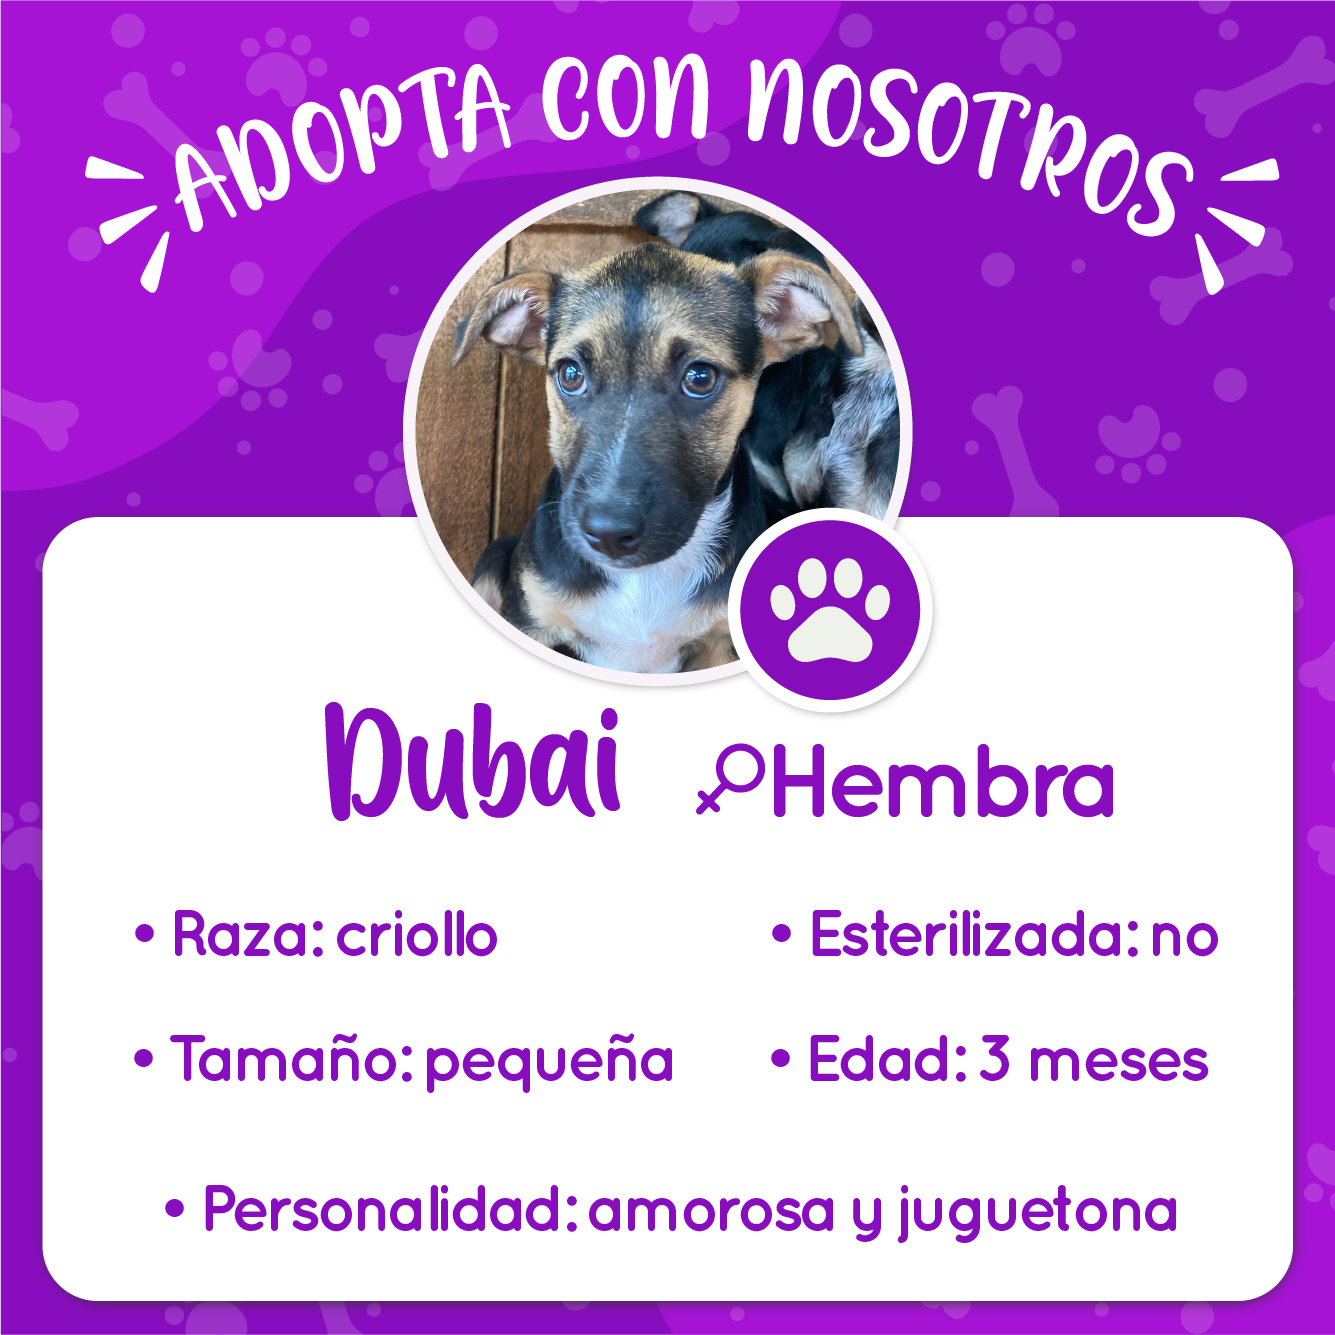 ADOPTA CON NOSOTROS
Dubai
Hembra
• Raza: criollo
• Esterilizada: no
• Tamaño: pequeña
• Edad: 3 meses
• Personalidad: amorosa y juguetona